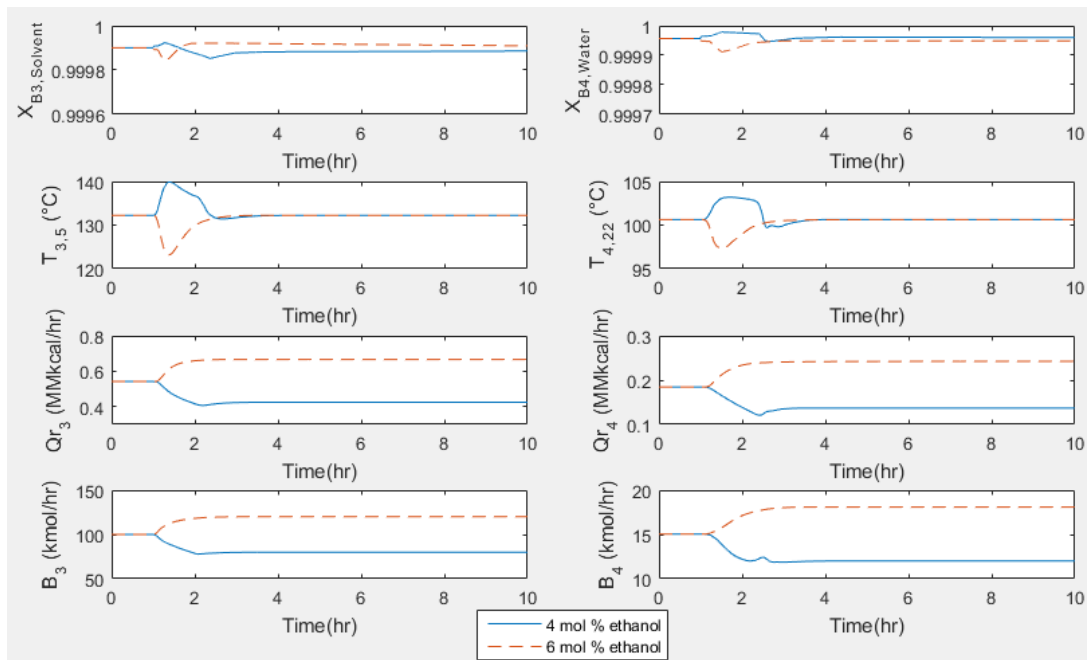 X_B3,Solvent
1
0.9998
0.9996
0 2 4 6 8 10
Time(hr)
X_B4,Water
1
0.9999
0.9998
0.9997
0 2 4 6 8 10
Time(hr)
T_3,5 (°C)
140
130
120
0 2 4 6 8 10
Time(hr)
T_4,22 (°C)
105
100
95
0 2 4 6 8 10
Time(hr)
Qr_3 (MMkcal/hr)
0.8
0.6
0.4
0 2 4 6 8 10
Time(hr)
Qr_4 (MMkcal/hr)
0.3
0.2
0.1
0 2 4 6 8 10
Time(hr)
B_3 (kmol/hr)
150
100
50
0 2 4 6 8 10
Time(hr)
B_4 (kmol/hr)
20
15
10
0 2 4 6 8 10
Time(hr)
4 mol % ethanol
6 mol % ethanol